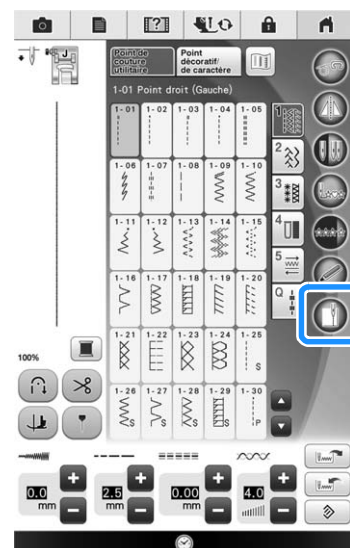 ?
J
Point de
couture
utilitaire
Point
décoratif/
de caractère
1-01 Point droit (Gauche)
1-01 1-02 1-03 1-04 1-05
1
1-06 1-07 1-08 1-09 1-10
2
3
1-11 1-12 1-13 1-14 1-15
4
5
1-16 1-17 1-18 1-19 1-20
Q
1-21 1-22 1-23 1-24 1-25
S
100%
1-26 1-27 1-28 1-29 1-30
S S S S P
0.0
mm
2.5
mm
0.00
mm
4.0